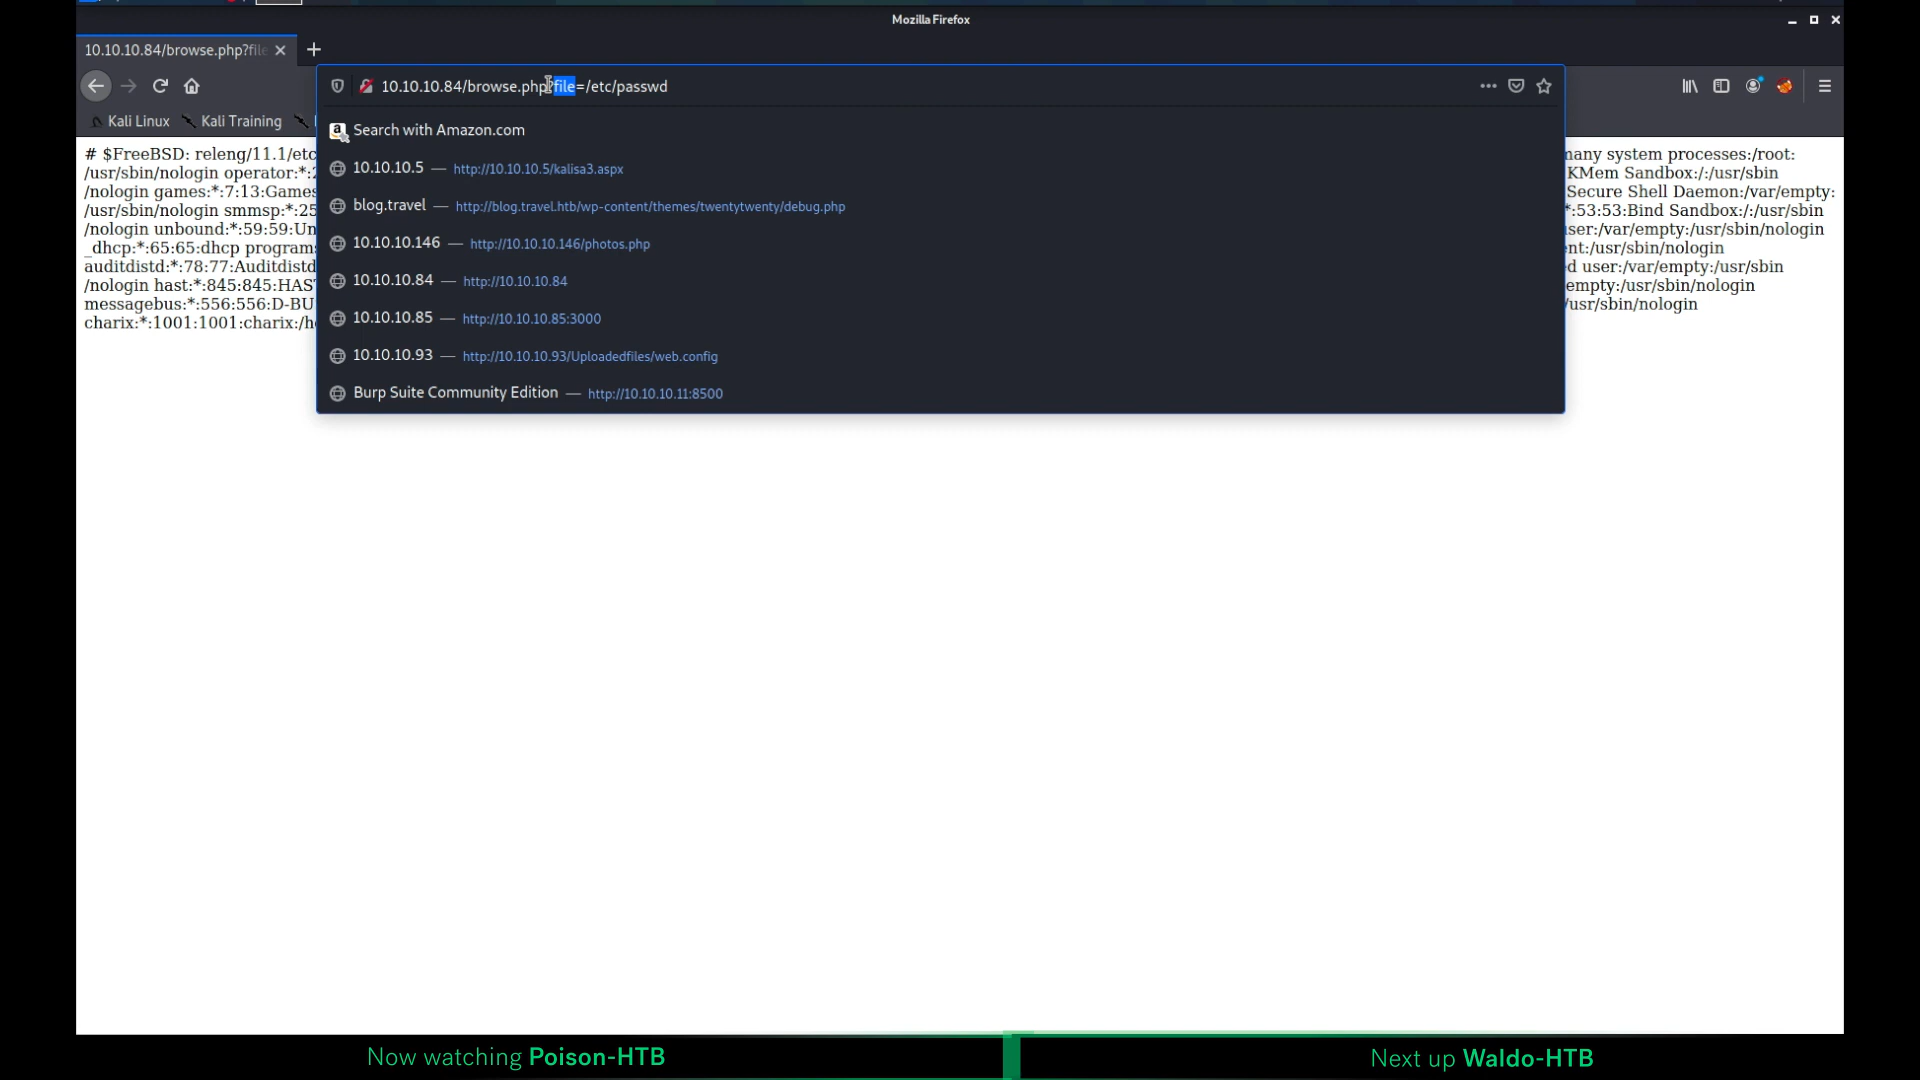 Mozilla Firefox
10.10.10.84/browse.php?file
10.10.10.84/browse.php?file=/etc/passwd
Kali Linux
Kali Training
Search with Amazon.com
10.10.10.5 — http://10.10.10.5/kalisa3.aspx
blog.travel — http://blog.travel.htb/wp-content/themes/twentytwenty/debug.php
10.10.10.146 — http://10.10.10.146/photos.php
10.10.10.84 — http://10.10.10.84
10.10.10.85 — http://10.10.10.85:3000
10.10.10.93 — http://10.10.10.93/Uploadedfiles/web.config
Burp Suite Community Edition — http://10.10.10.11:8500
# $FreeBSD: releng/11.1/etc many system processes:/root:
/usr/sbin/nologin operator:*: KMem Sandbox:/:/usr/sbin
/nologin games:*:7:13:Games Secure Shell Daemon:/var/empty:
/usr/sbin/nologin smmsp:*:25 *:53:53:Bind Sandbox:/:/usr/sbin
/nologin unbound:*:59:59:Un user:/var/empty:/usr/sbin/nologin
_dhcp:*:65:65:dhcp program nt:/usr/sbin/nologin
auditdistd:*:78:77:Auditdistd d user:/var/empty:/usr/sbin
/nologin hast:*:845:845:HAS empty:/usr/sbin/nologin
messagebus:*:556:556:D-BU /usr/sbin/nologin
charix:*:1001:1001:charix:/h
Now watching Poison-HTB
Next up Waldo-HTB